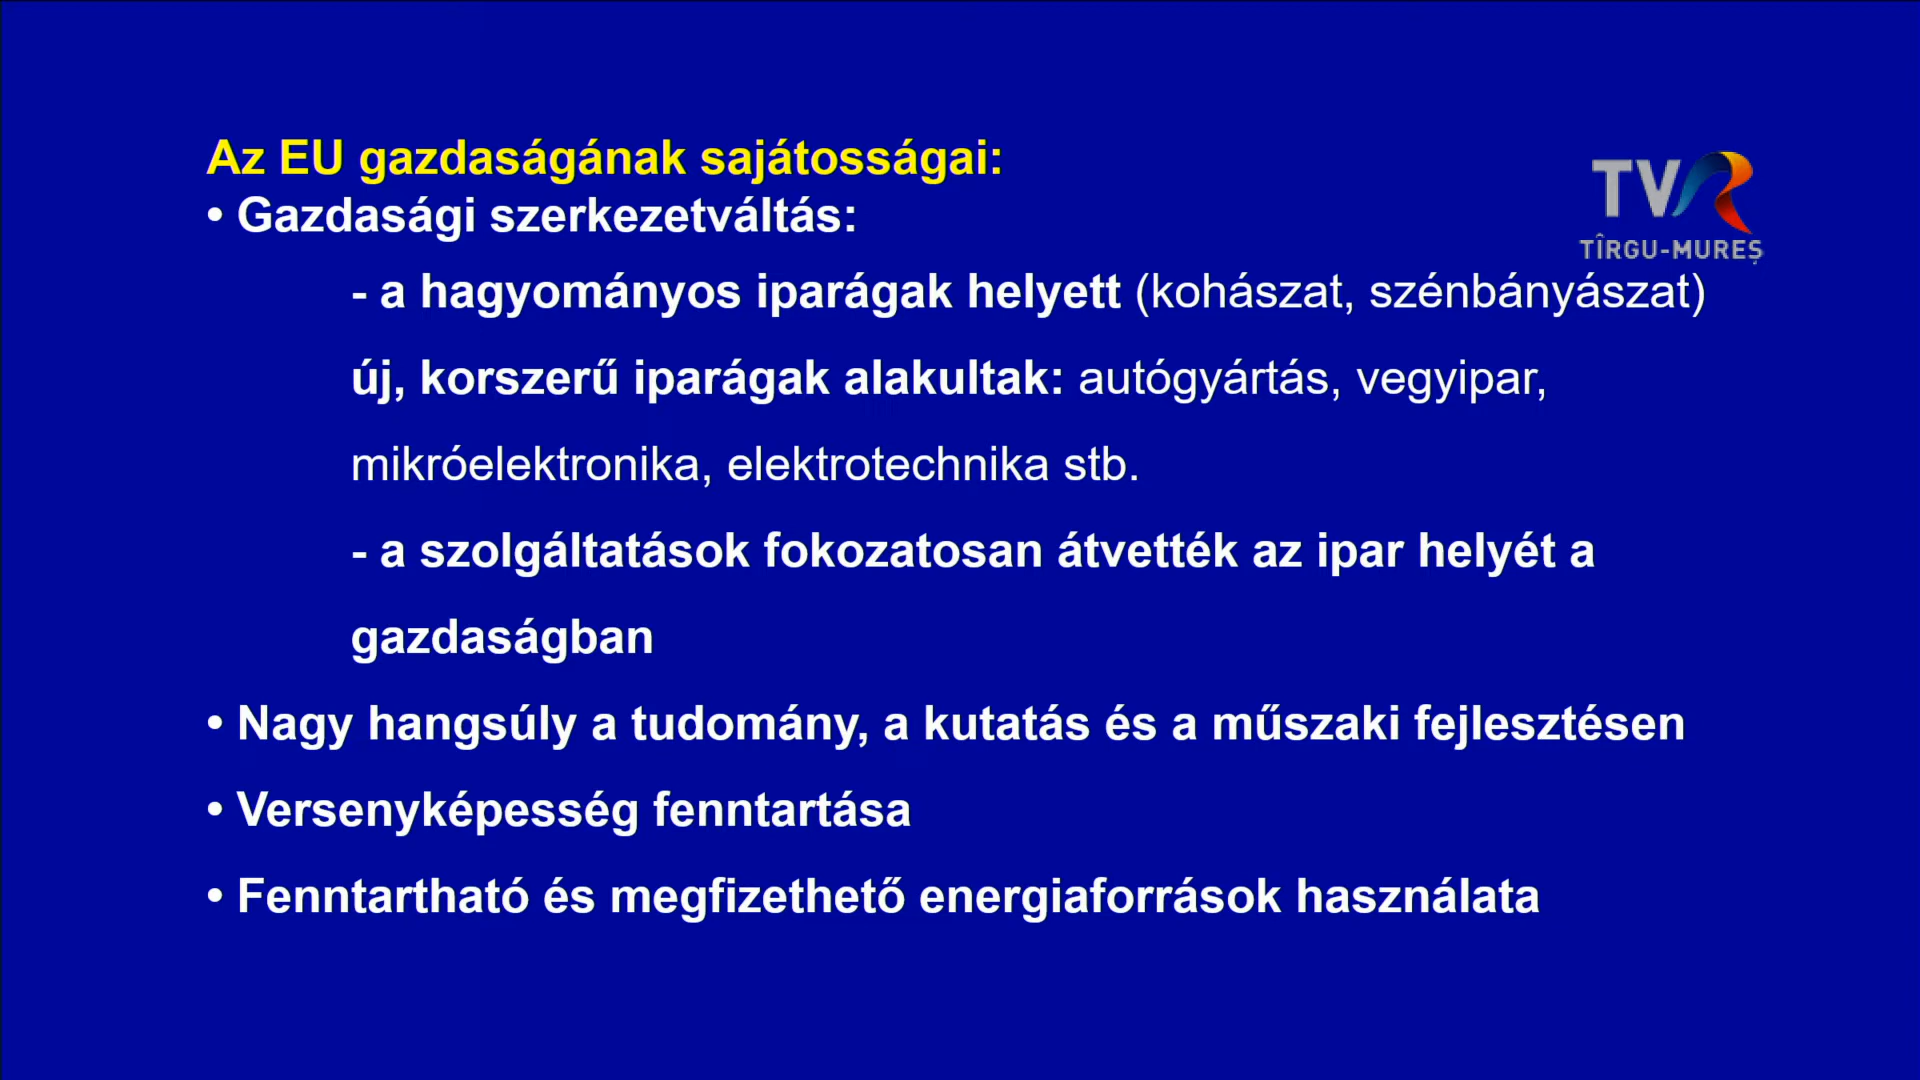 Az EU gazdaságának sajátosságai:
• Gazdasági szerkezetváltás:
TVR
TÎRGU-MUREȘ
- a hagyományos iparágak helyett (kohászat, szénbányászat)
új, korszerű iparágak alakultak: autógyártás, vegyipar,
mikróelektronika, elektrotechnika stb.
- a szolgáltatások fokozatosan átvették az ipar helyét a
gazdaságban
• Nagy hangsúly a tudomány, a kutatás és a műszaki fejlesztésen
• Versenyképesség fenntartása
• Fenntartható és megfizethető energiaforrások használata